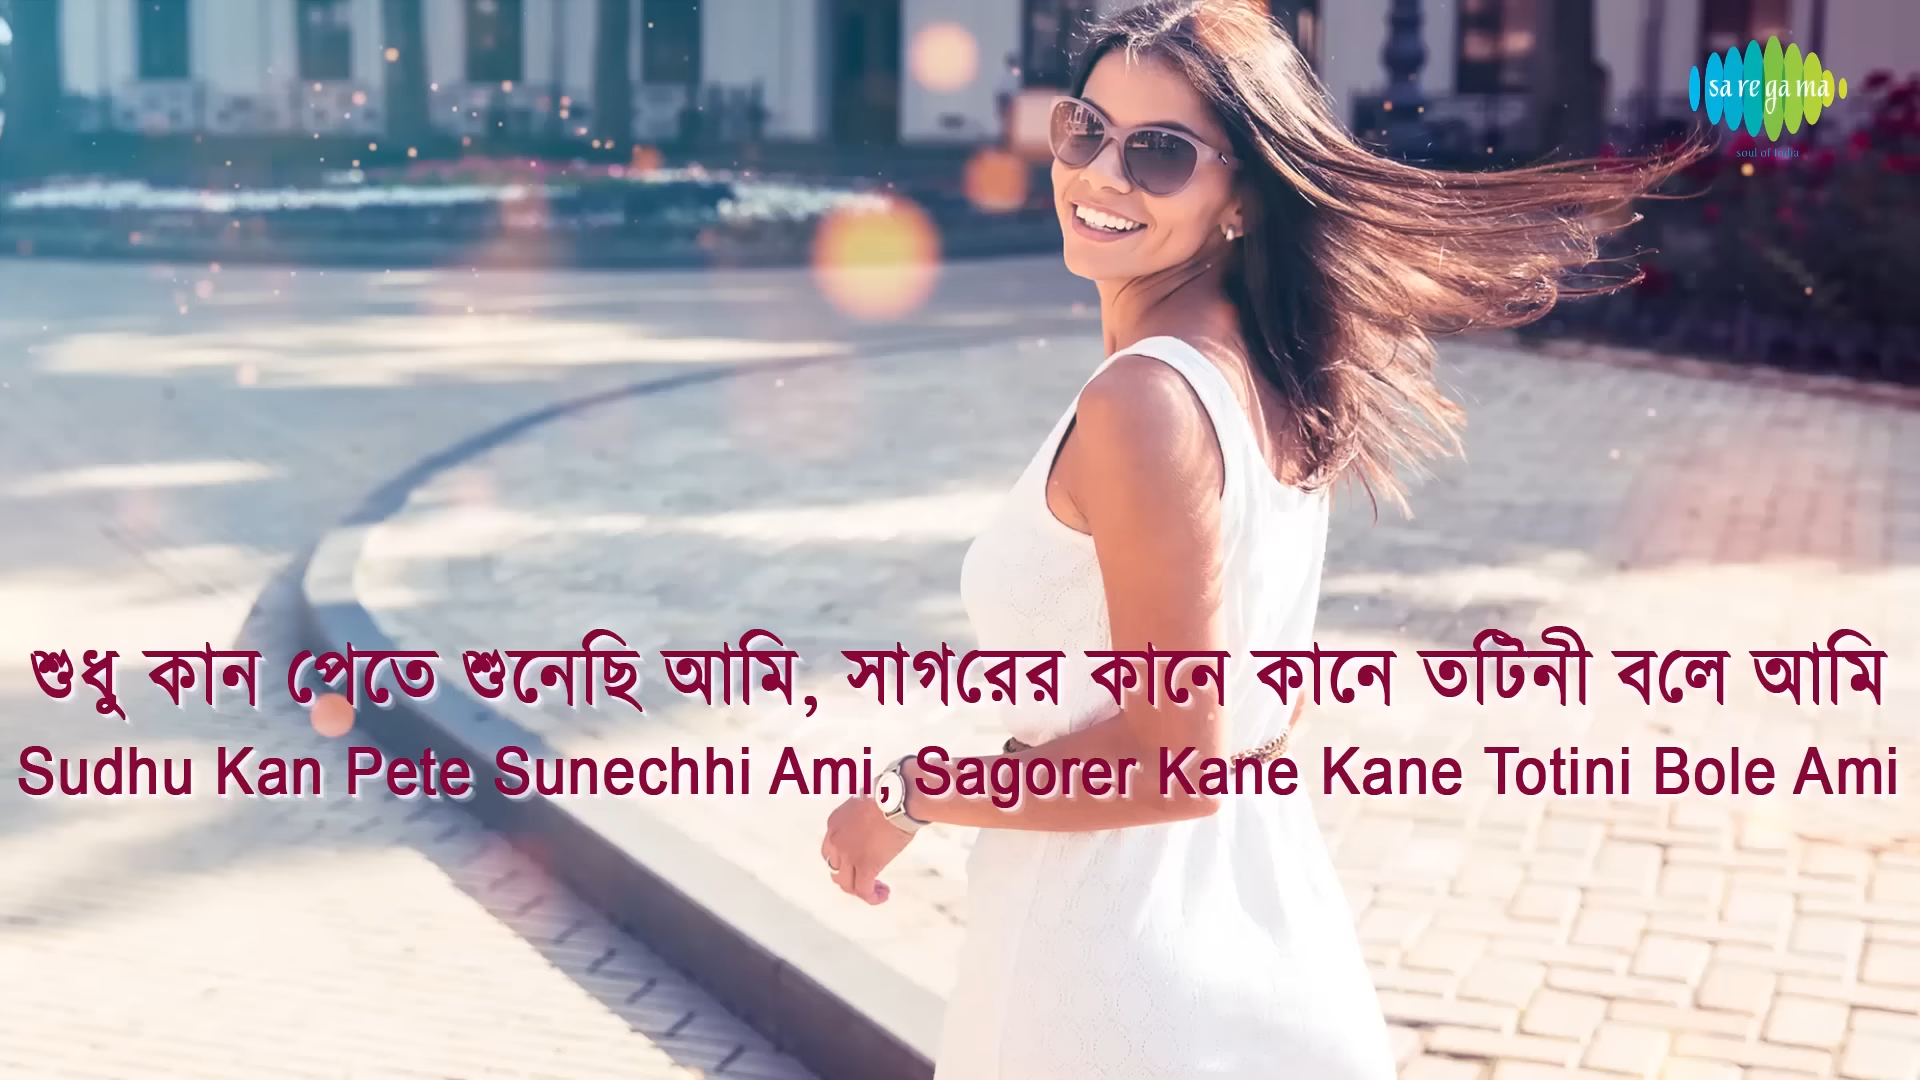 sa re ga ma
soul of India
শুধু কান পেতে শুনেছি আমি, সাগরের কানে কানে তটিনী বলে আমি
Sudhu Kan Pete Sunechhi Ami, Sagorer Kane Kane Totini Bole Ami